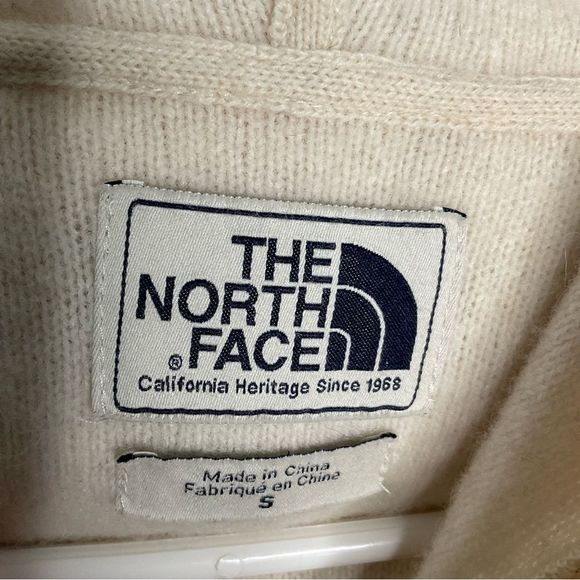 THE
NORTH
® FACE
California Heritage Since 1968
Made in China
Fabriqué en Chine
S